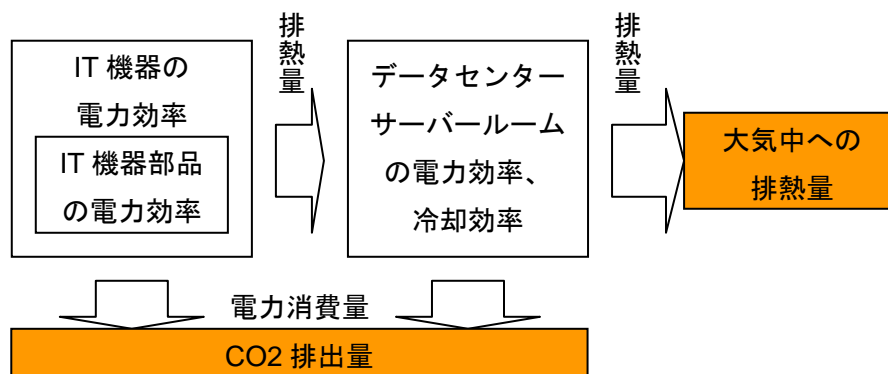 IT 機器の
電力効率
IT 機器部品
の電力効率
排熱量
データセンター
サーバールーム
の電力効率、
冷却効率
排熱量
大気中への
排熱量
電力消費量
CO2 排出量